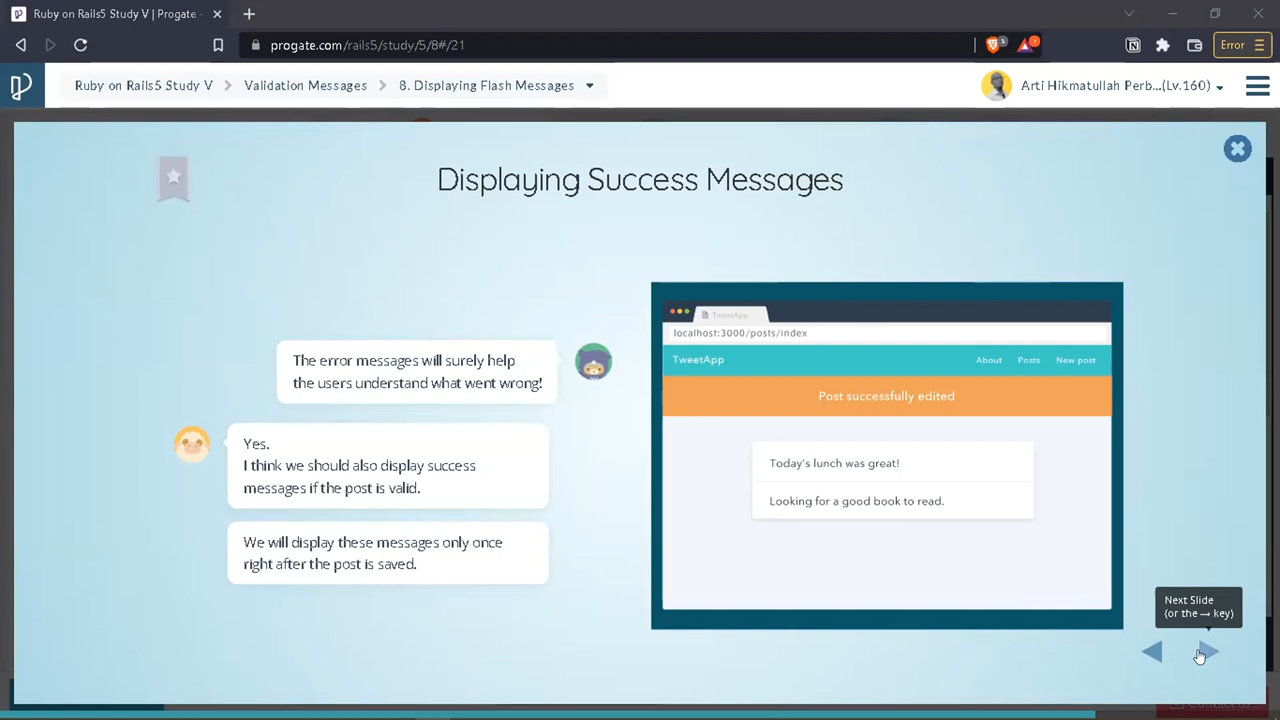 Ruby on Rails5 Study V | Progate -
progate.com/rails5/study/5/8#/21
Error
Ruby on Rails5 Study V
Validation Messages
8. Displaying Flash Messages
Arti Hikmatullah Perb...(Lv.160)
Displaying Success Messages
The error messages will surely help
the users understand what went wrong!
Yes.
I think we should also display success
messages if the post is valid.
We will display these messages only once
right after the post is saved.
TweetApp
localhost:3000/posts/index
TweetApp
About
Posts
New post
Post successfully edited
Today's lunch was great!
Looking for a good book to read.
Next Slide
(or the → key)
Contact us